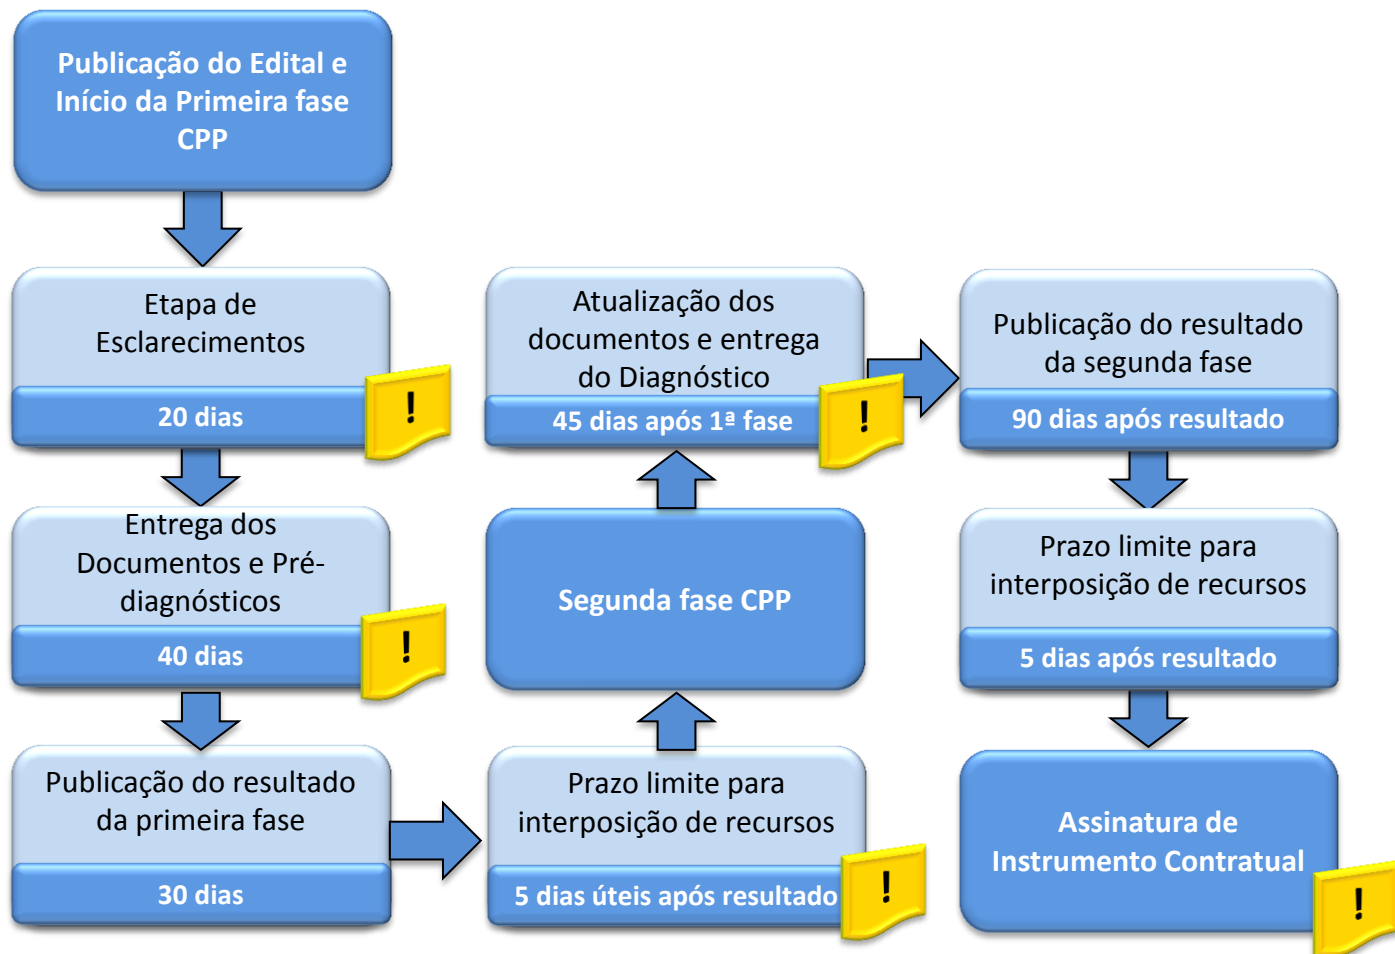 Publicação do Edital e
Início da Primeira fase
CPP
Etapa de
Esclarecimentos
20 dias
!
Entrega dos
Documentos e Pré-
diagnósticos
40 dias
!
Publicação do resultado
da primeira fase
30 dias
Prazo limite para
interposição de recursos
5 dias úteis após resultado
!
Segunda fase CPP
Atualização dos
documentos e entrega
do Diagnóstico
45 dias após 1ª fase
!
Publicação do resultado
da segunda fase
90 dias após resultado
Prazo limite para
interposição de recursos
5 dias após resultado
Assinatura de
Instrumento Contratual
!